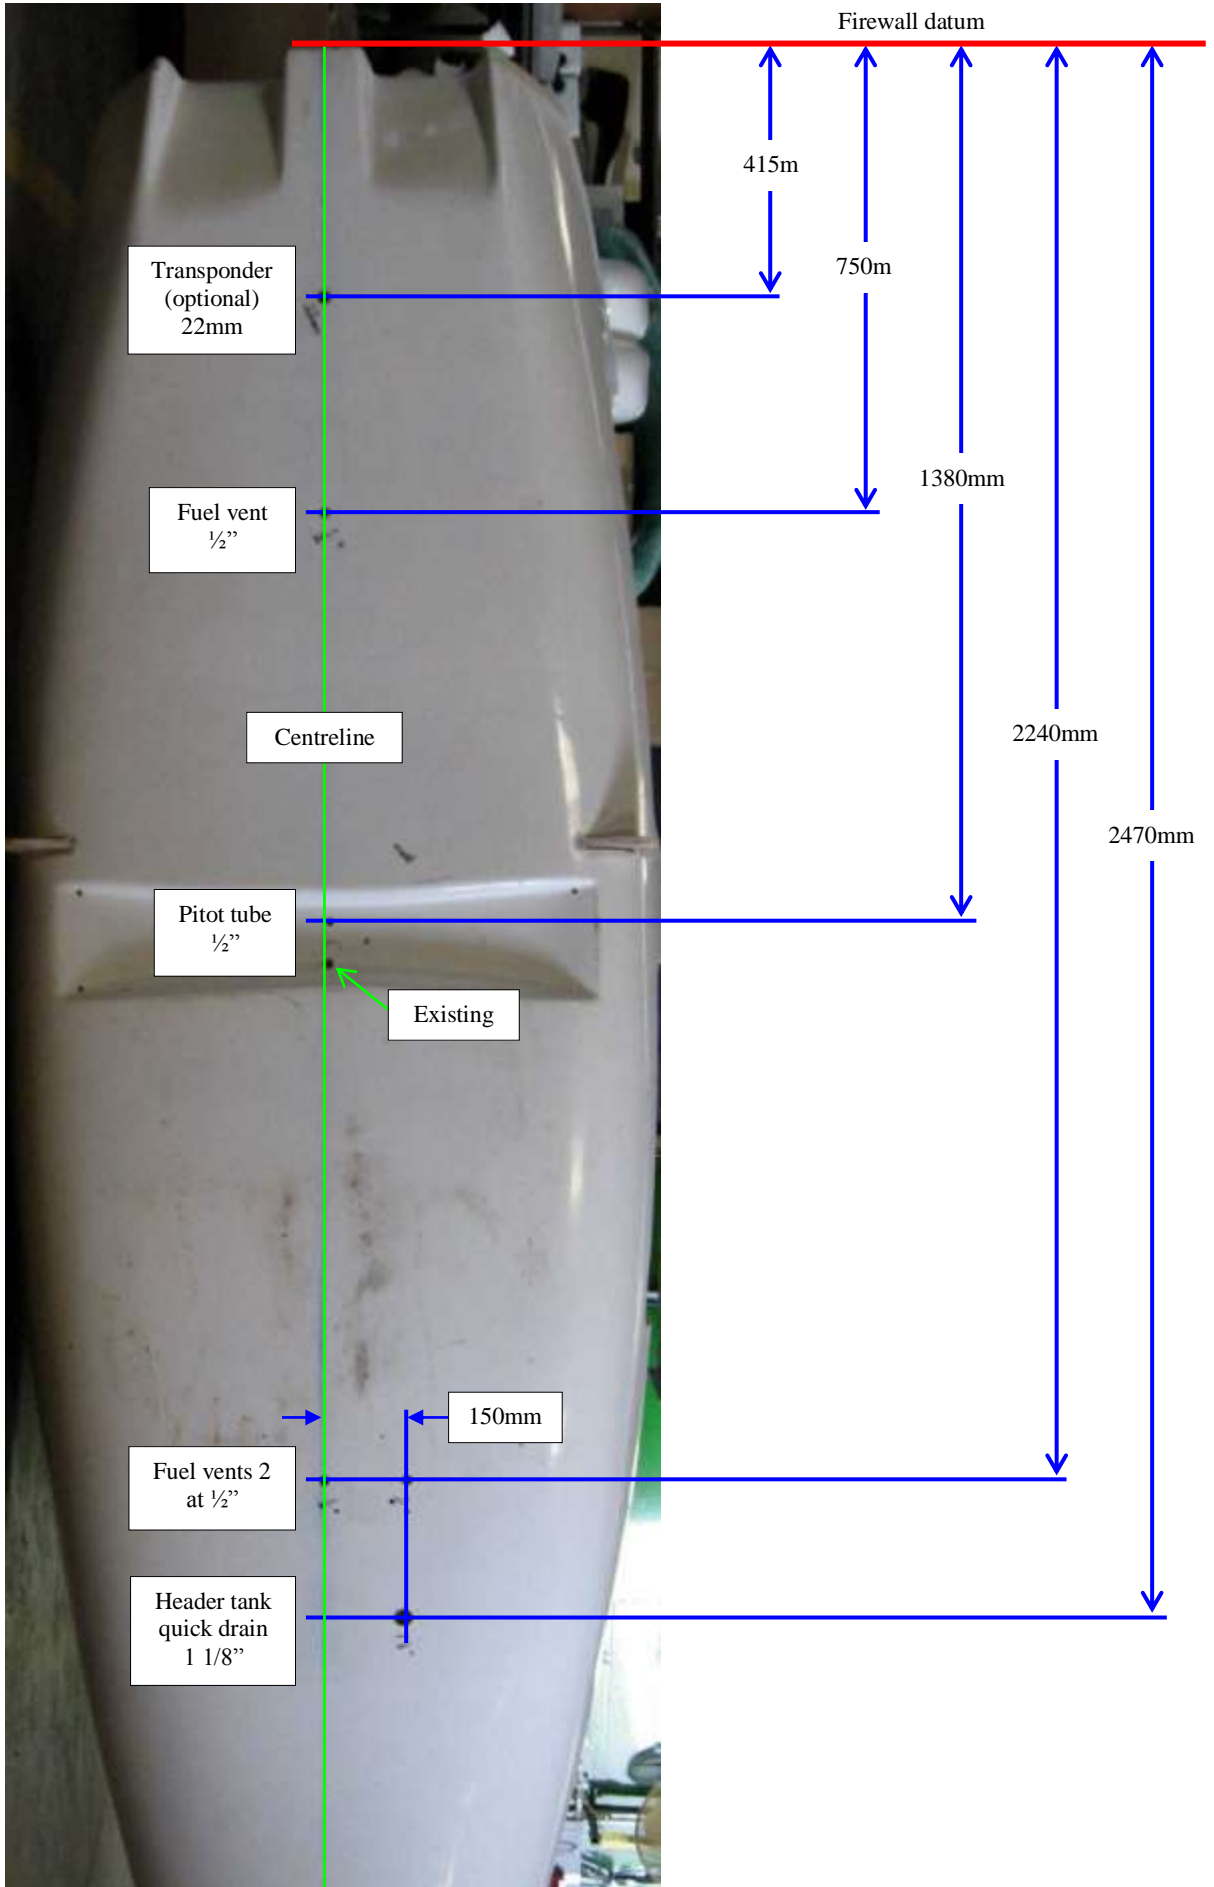 Firewall datum
415m
Transponder
(optional)
22mm
750m
1380mm
Fuel vent
½”
Centreline
2240mm
2470mm
Pitot tube
½”
Existing
150mm
Fuel vents 2
at ½”
Header tank
quick drain
1 1/8”